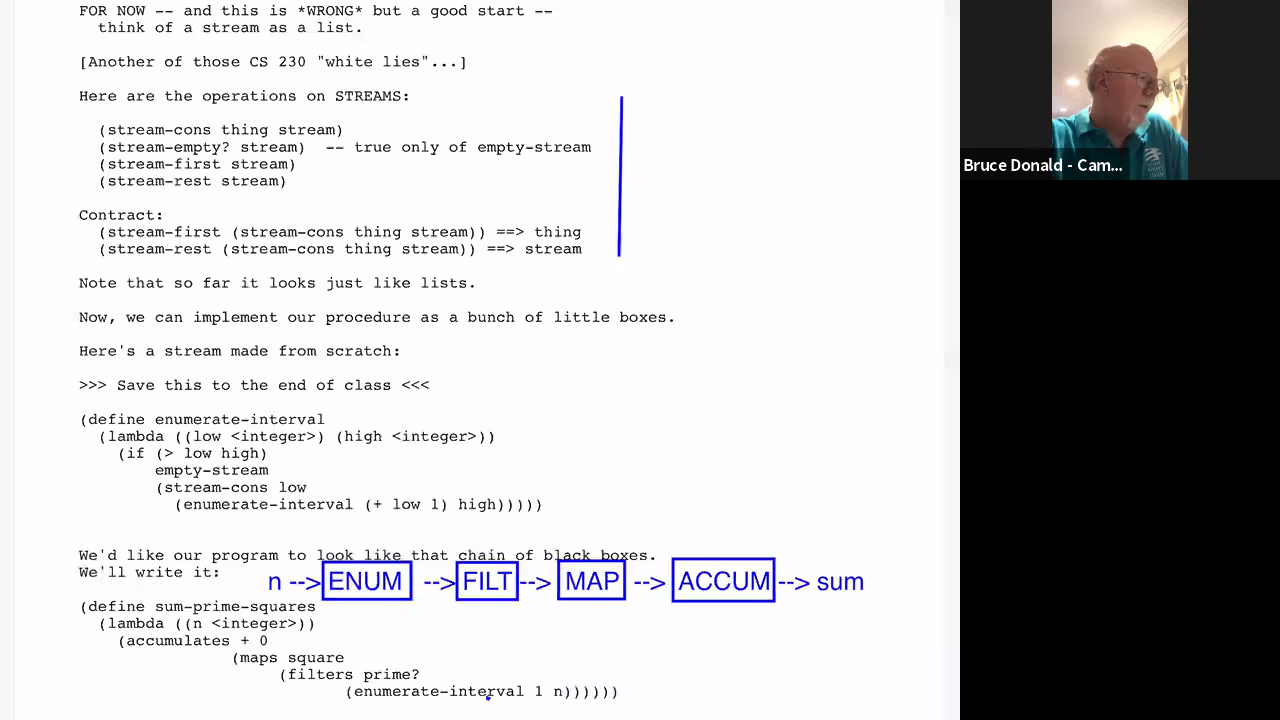 FOR NOW -- and this is *WRONG* but a good start --
think of a stream as a list.
[Another of those CS 230 "white lies"...]
Here are the operations on STREAMS:
(stream-cons thing stream)
(stream-empty? stream)  -- true only of empty-stream
(stream-first stream)
(stream-rest stream)
Contract:
(stream-first (stream-cons thing stream)) ==> thing
(stream-rest (stream-cons thing stream)) ==> stream
Note that so far it looks just like lists.
Now, we can implement our procedure as a bunch of little boxes.
Here's a stream made from scratch:
>>> Save this to the end of class <<<
(define enumerate-interval
(lambda ((low <integer>) (high <integer>))
(if (> low high)
empty-stream
(stream-cons low
(enumerate-interval (+ low 1) high)))))
We'd like our program to look like that chain of black boxes.
We'll write it:
n --> ENUM --> FILT --> MAP --> ACCUM --> sum
(define sum-prime-squares
(lambda ((n <integer>))
(accumulates + 0
(maps square
(filters prime?
(enumerate-interval 1 n))))))
Bruce Donald - Cam...